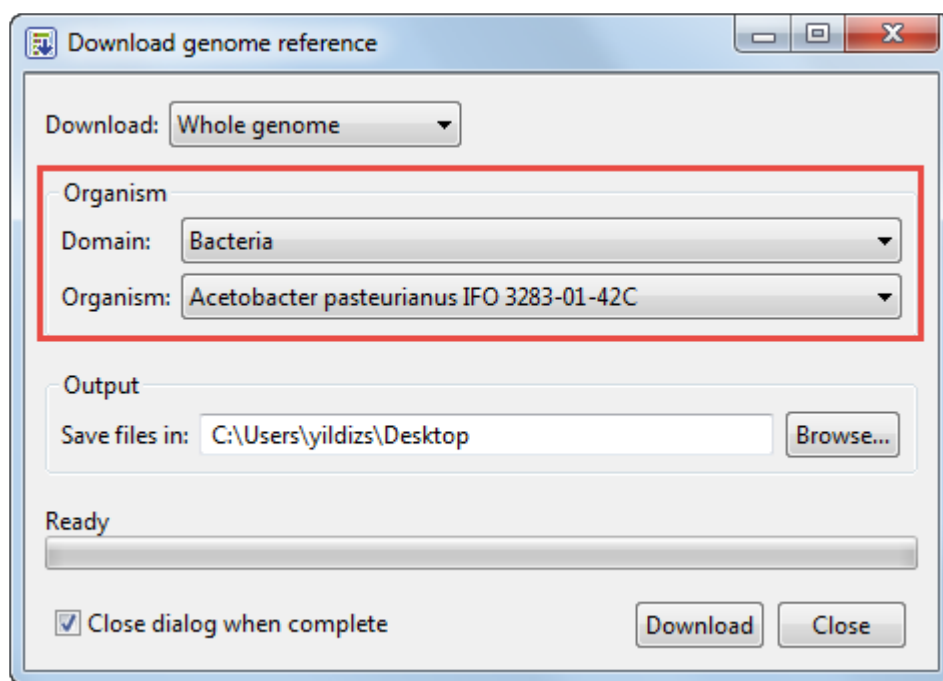 Download genome reference
Download: Whole genome
Organism
Domain: Bacteria
Organism: Acetobacter pasteurianus IFO 3283-01-42C
Output
Save files in: C:\Users\yildizs\Desktop Browse...
Ready
Close dialog when complete Download Close